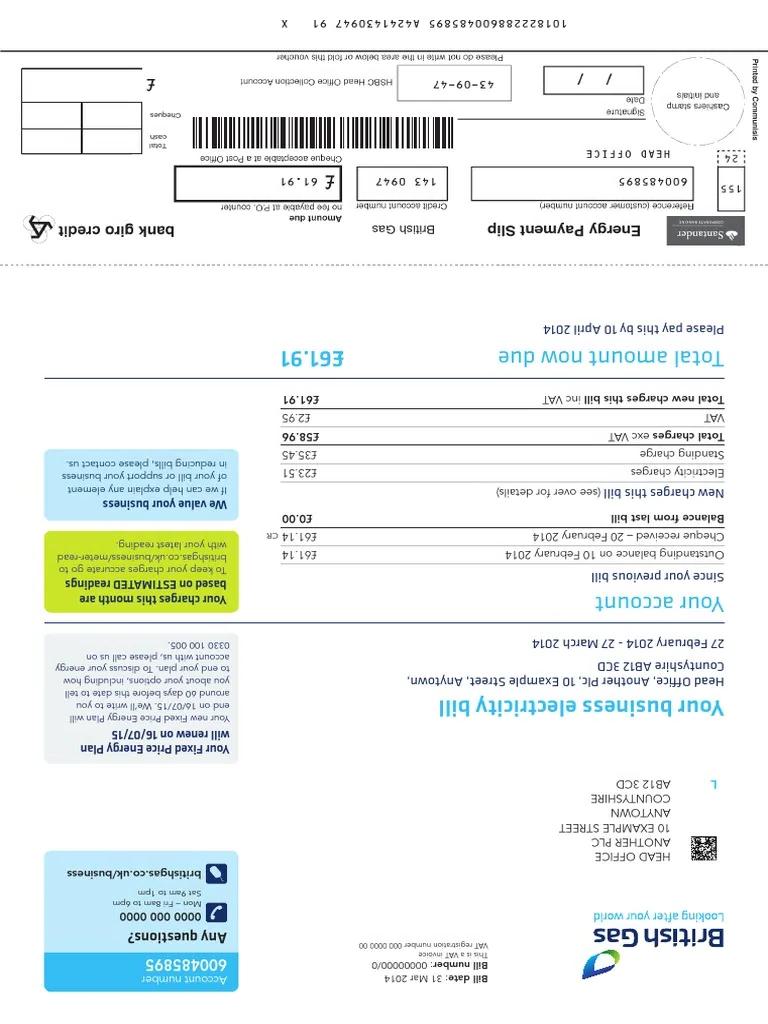 British Gas
Looking after your world
Bill date: 31 Mar 2014
Bill number: 00000000/0
This is a VAT invoice
VAT registration number 000 0000 00
Account number
600485895
Any questions?
0000 000 0000
Mon – Fri 8am to 6pm
Sat 9am to 1pm
britishgas.co.uk/business
HEAD OFFICE
ANOTHER PLC
10 EXAMPLE STREET
ANYTOWN
COUNTYSHIRE
AB12 3CD
L
Your business electricity bill
Head Office, Another Plc, 10 Example Street, Anytown,
Countyshire AB12 3CD
27 February 2014 - 27 March 2014
Your Fixed Price Energy Plan
will renew on 16/07/15
Your new Fixed Price Energy Plan will
end on 16/07/15. We'll write to you
around 60 days before this date to tell
you about your options, including how
to end your plan. To discuss your energy
account with us, please call us on
0330 100 005.
Your account
Since your previous bill
Outstanding balance on 10 February 2014 £61.14
Cheque received – 20 February 2014 £61.14 CR
Balance from last bill £0.00
New charges this bill (see over for details)
Electricity charges £23.51
Standing charge £35.45
Total charges exc VAT £58.96
VAT £2.95
Total new charges this bill inc VAT £61.91
Your charges this month are
based on ESTIMATED readings
To keep your charges accurate go to
britishgas.co.uk/business/meter-read
with your latest reading.
We value your business
If we can help explain any element
of your bill or support your business
in reducing bills, please contact us.
Total amount now due £61.91
Please pay this by 10 April 2014
Santander
CORPORATE BANKING
Energy Payment Slip
British Gas
bank giro credit
Reference (customer account number)
Credit account number
Amount due
no fee payable at P.O. counter
155
600485895
143 0947
£ 61.91
24
HEAD OFFICE
Cheque acceptable at a Post Office
Cashiers stamp
and initials
Signature
Date
/ /
43-09-47
HSBC Head Office Collection Account
Total
cash
Cheques
£
Please do not write in the area below or fold this voucher
Printed by Communisis
1018222288600485895 A4241430947 91 X